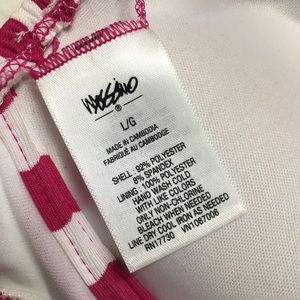 mossimo
®
L/G
MADE IN CAMBODIA
FABRIQUÉ AU CAMBODGE
SHELL: 92% POLYESTER
8% SPANDEX
LINING: 100% POLYESTER
HAND WASH COLD
WITH LIKE COLORS
ONLY NON-CHLORINE
BLEACH WHEN NEEDED
LINE DRY COOL IRON AS NEEDED
RN17730 VN1087006